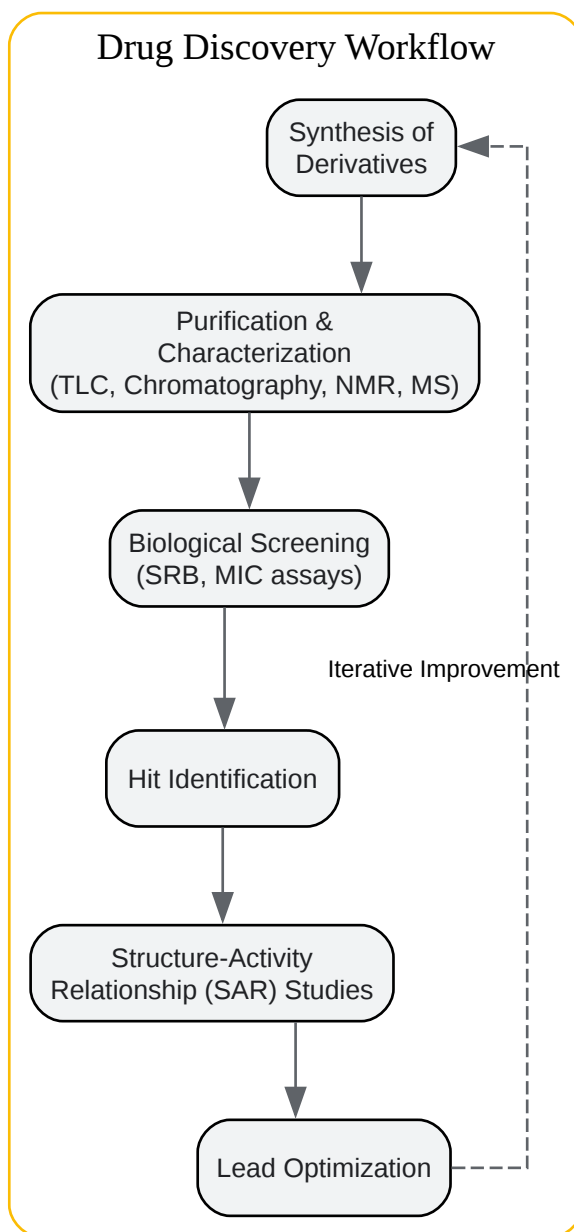 Drug Discovery Workflow
Synthesis of
Derivatives
Purification &
Characterization
(TLC, Chromatography, NMR, MS)
Biological Screening
(SRB, MIC assays)
Iterative Improvement
Hit Identification
Structure-Activity
Relationship (SAR) Studies
Lead Optimization